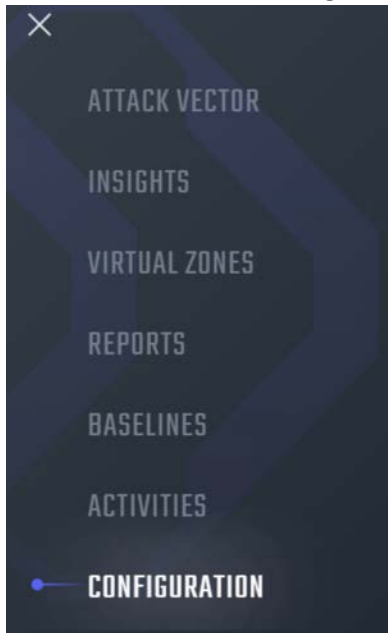 ATTACK VECTOR
INSIGHTS
VIRTUAL ZONES
REPORTS
BASELINES
ACTIVITIES
CONFIGURATION